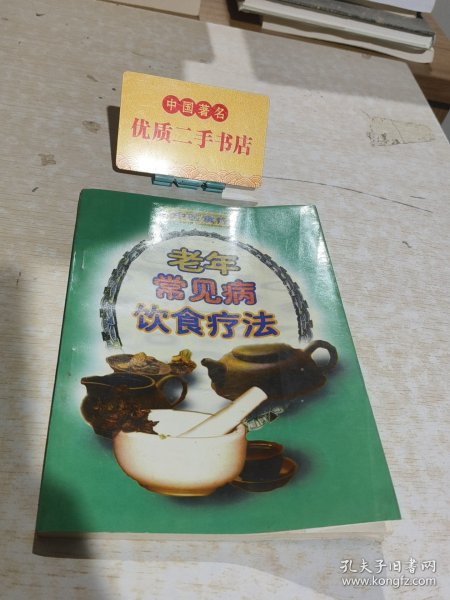 中国著名
优质二手书店
老年
常见病
饮食疗法
孔夫子旧书网
www.kongfz.com